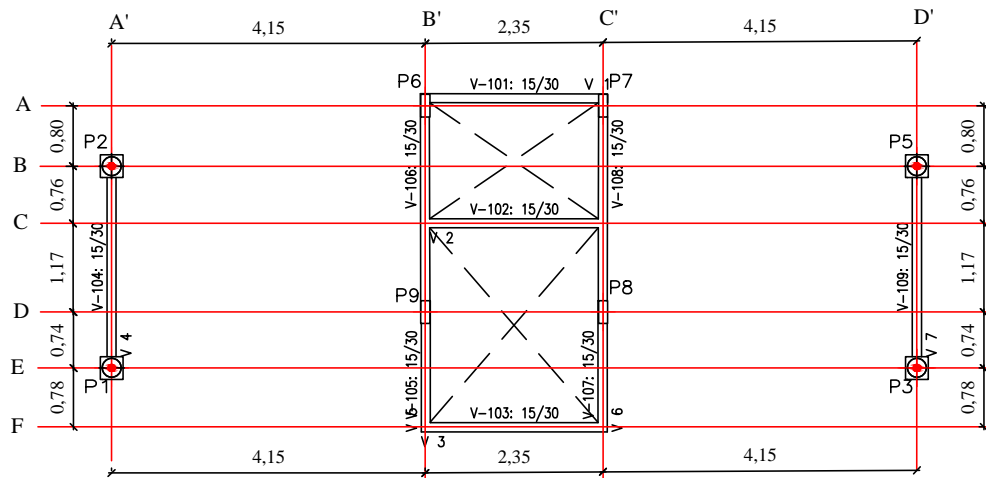 A' B' C' D'
4,15 2,35 4,15
P6 V-101: 15/30 V 1 P7
A
0,80 0,80
P2 P5
B
V-106: 15/30 V-108: 15/30
0,76 0,76
V-102: 15/30
C
V 2
1,17 V-104: 15/30 V-109: 15/30 1,17
P9 P8
D
0,74 V 4 V-105: 15/30 V-107: 15/30 V 7 0,74
E
P1 P3
0,78 V 5 V-103: 15/30 V 6 0,78
F
V 3
4,15 2,35 4,15